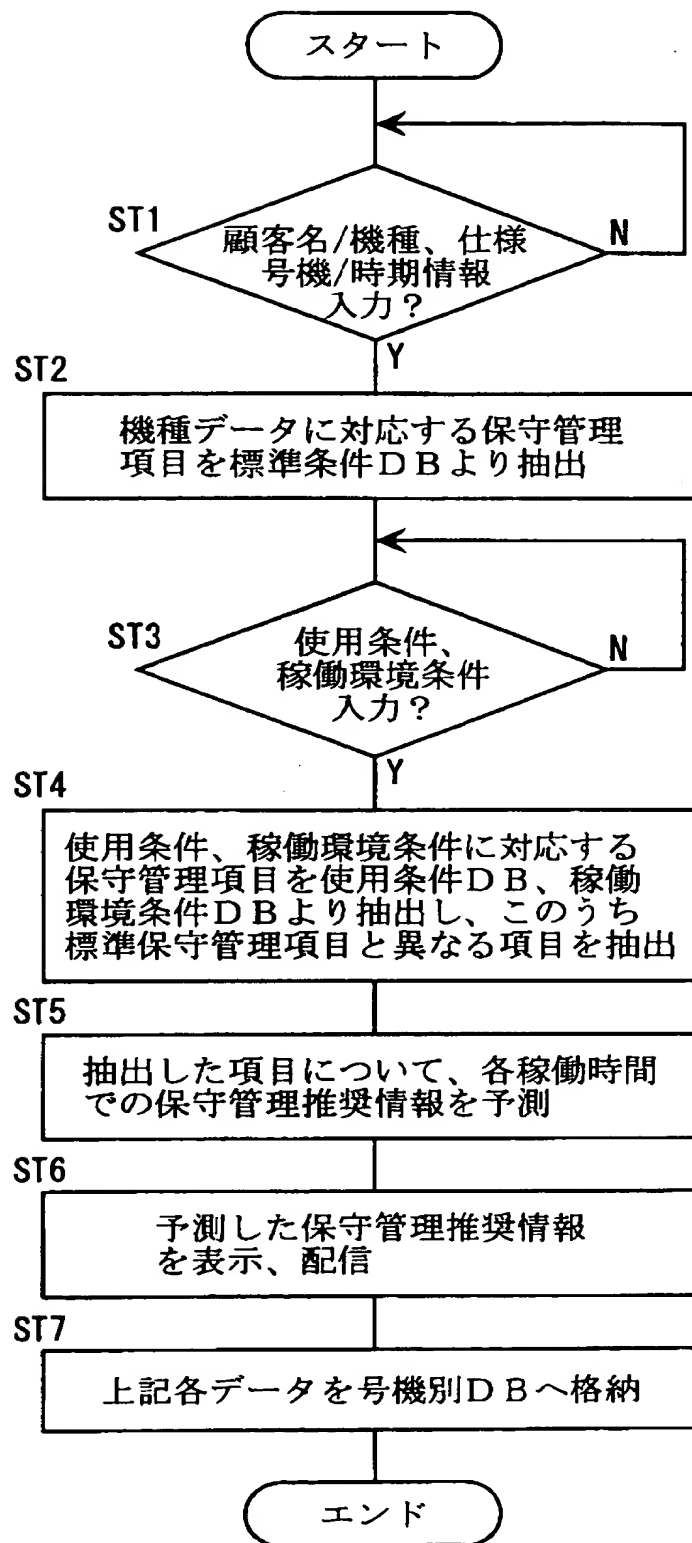 スタート
ST1
顧客名/機種、仕様
号機/時期情報
入力？
N
Y
ST2
機種データに対応する保守管理
項目を標準条件ＤＢより抽出
ST3
使用条件、
稼働環境条件
入力？
N
Y
ST4
使用条件、稼働環境条件に対応する
保守管理項目を使用条件ＤＢ、稼働
環境条件ＤＢより抽出し、このうち
標準保守管理項目と異なる項目を抽出
ST5
抽出した項目について、各稼働時間
での保守管理推奨情報を予測
ST6
予測した保守管理推奨情報
を表示、配信
ST7
上記各データを号機別ＤＢへ格納
エンド